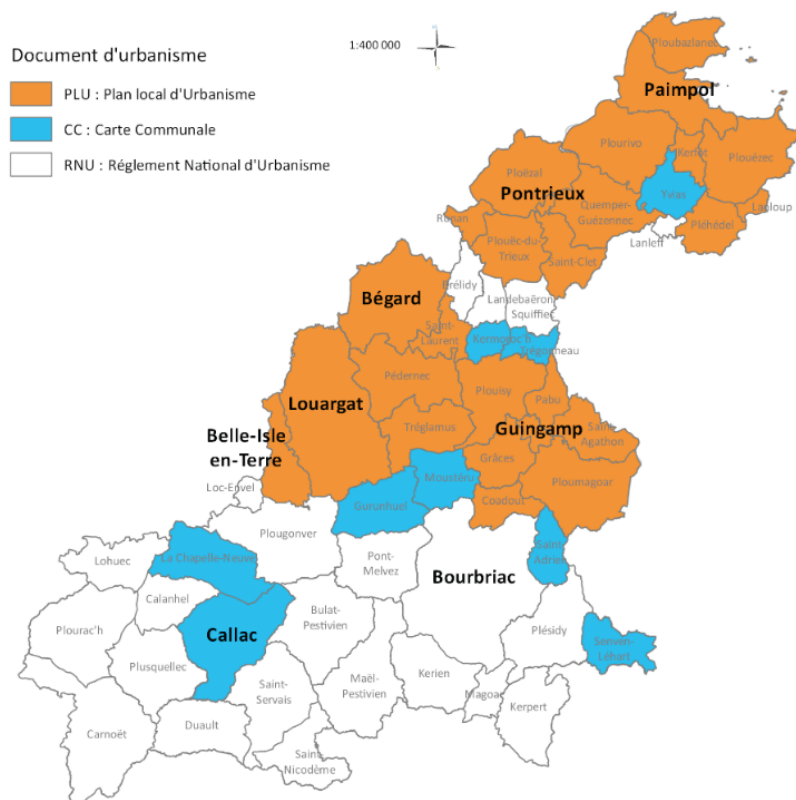 1:400 000
Document d'urbanisme
PLU : Plan local d'Urbanisme
CC : Carte Communale
RNU : Réglement National d'Urbanisme
Ploubazlanec
Paimpol
Plourivo
Kerfot
Plouézec
Ploëzal
Pontrieux
Yvias
Quemper-
Guézennec
Lanloup
Pléhédel
Runan
Plouëc-du-
Trieux
Lanleff
Saint-Clet
Brélidy
Bégard
Landebaëron
Squiffiec
Saint-
Laurent
Kermoroc'h
Trégonneau
Pédernec
Plouisy
Pabu
Louargat
Belle-Isle
en-Terre
Tréglamus
Guingamp
Saint-
Agathon
Grâces
Moustéru
Ploumagoar
Loc-Envel
Gurunhuel
Coadout
Plougonver
Saint-
Adrien
Lohuec
La Chapelle-Neuve
Pont-
Melvez
Bourbriac
Calanhel
Plourac'h
Bulat-
Pestivien
Callac
Plésidy
Senven-
Léhart
Plusquellec
Maël-
Pestivien
Kerien
Saint-
Servais
Magoar
Kerpert
Carnoët
Duault
Saint-
Nicodème